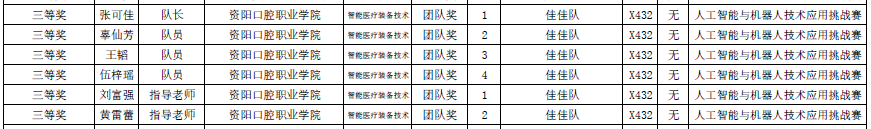 三等奖 张可佳 队长 资阳口腔职业学院 智能医疗装备技术 团队奖 1 佳佳队 X432 无 人工智能与机器人技术应用挑战赛
三等奖 辜仙芳 队员 资阳口腔职业学院 智能医疗装备技术 团队奖 2 佳佳队 X432 无 人工智能与机器人技术应用挑战赛
三等奖 王韬 队员 资阳口腔职业学院 智能医疗装备技术 团队奖 3 佳佳队 X432 无 人工智能与机器人技术应用挑战赛
三等奖 伍梓瑶 队员 资阳口腔职业学院 智能医疗装备技术 团队奖 4 佳佳队 X432 无 人工智能与机器人技术应用挑战赛
三等奖 刘富强 指导老师 资阳口腔职业学院 智能医疗装备技术 团队奖 1 佳佳队 X432 无 人工智能与机器人技术应用挑战赛
三等奖 黄雷蕾 指导老师 资阳口腔职业学院 智能医疗装备技术 团队奖 2 佳佳队 X432 无 人工智能与机器人技术应用挑战赛